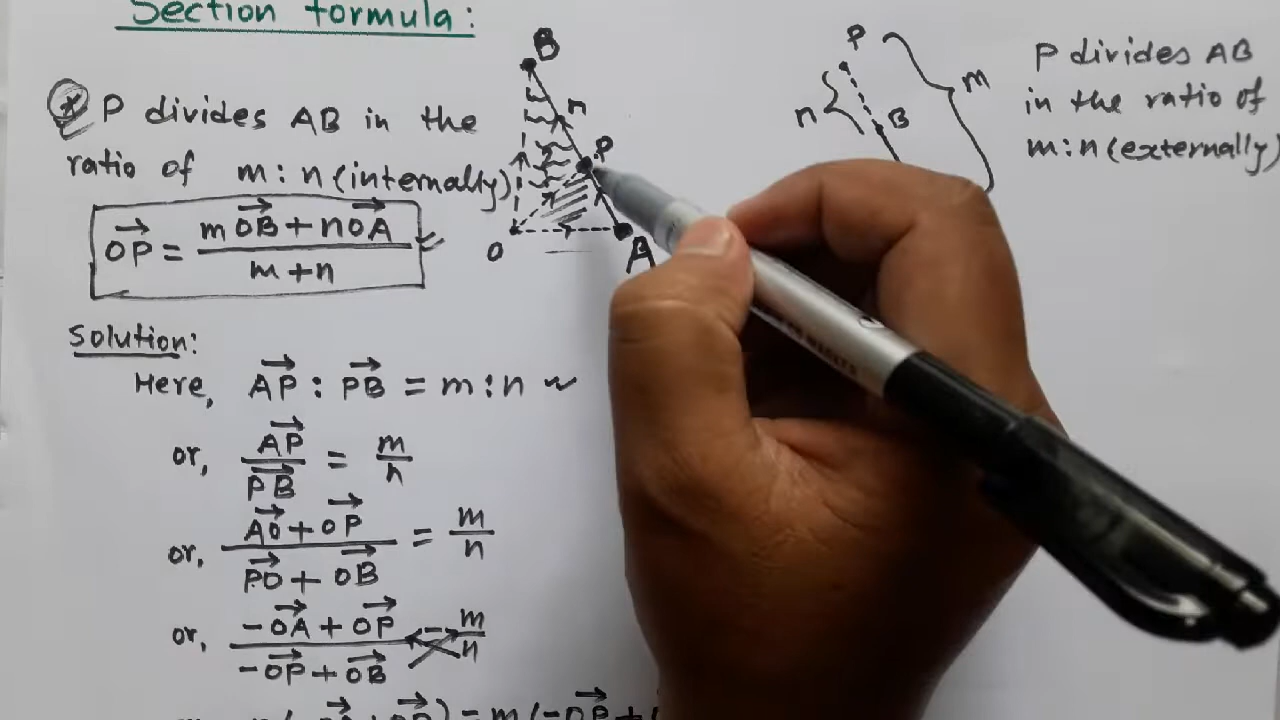 Section formula:
* P divides AB in the
ratio of m:n (internally)
OP = mOB + nOA / m+n
Solution:
Here, AP : PB = m:n
or, AP / PB = m / n
or, AO + OP / PO + OB = m / n
or, -OA + OP / -OP + OB = m / n
B
n
P
O
A
P
n
m
B
P divides AB
in the ratio of
m:n (externally)